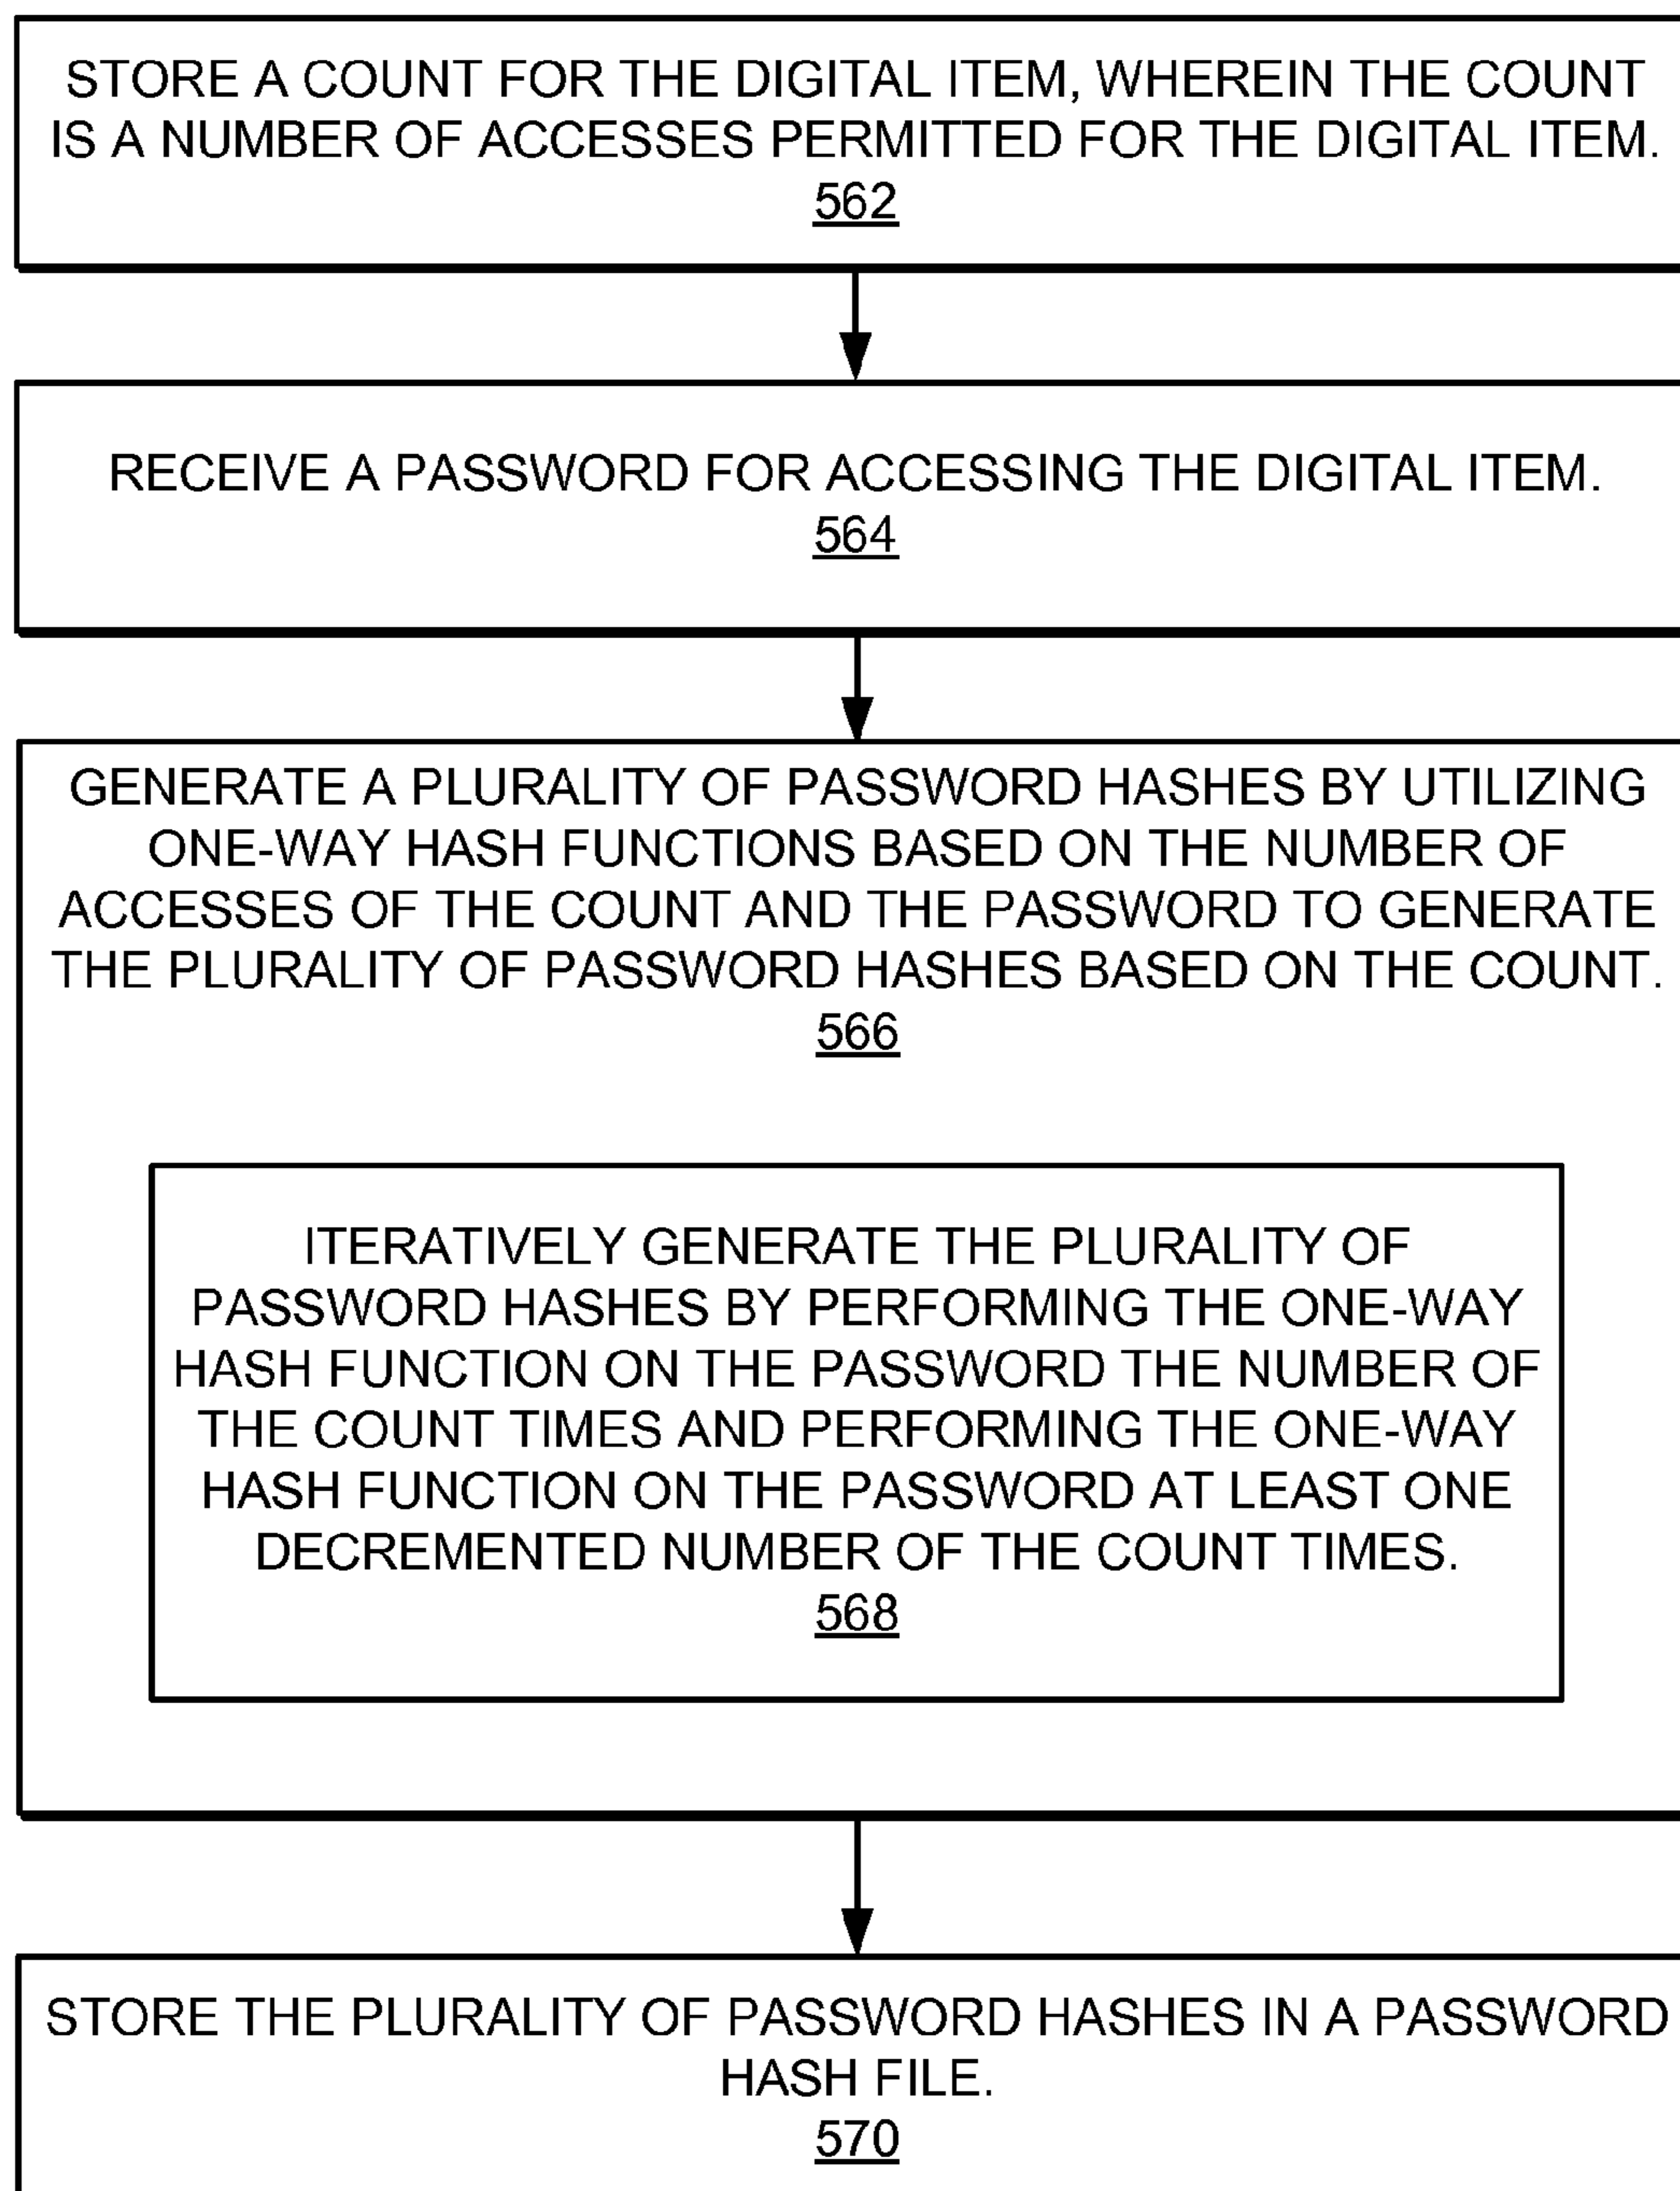 STORE A COUNT FOR THE DIGITAL ITEM, WHEREIN THE COUNT
IS A NUMBER OF ACCESSES PERMITTED FOR THE DIGITAL ITEM.
562
RECEIVE A PASSWORD FOR ACCESSING THE DIGITAL ITEM.
564
GENERATE A PLURALITY OF PASSWORD HASHES BY UTILIZING
ONE-WAY HASH FUNCTIONS BASED ON THE NUMBER OF
ACCESSES OF THE COUNT AND THE PASSWORD TO GENERATE
THE PLURALITY OF PASSWORD HASHES BASED ON THE COUNT.
566
ITERATIVELY GENERATE THE PLURALITY OF
PASSWORD HASHES BY PERFORMING THE ONE-WAY
HASH FUNCTION ON THE PASSWORD THE NUMBER OF
THE COUNT TIMES AND PERFORMING THE ONE-WAY
HASH FUNCTION ON THE PASSWORD AT LEAST ONE
DECREMENTED NUMBER OF THE COUNT TIMES.
568
STORE THE PLURALITY OF PASSWORD HASHES IN A PASSWORD
HASH FILE.
570